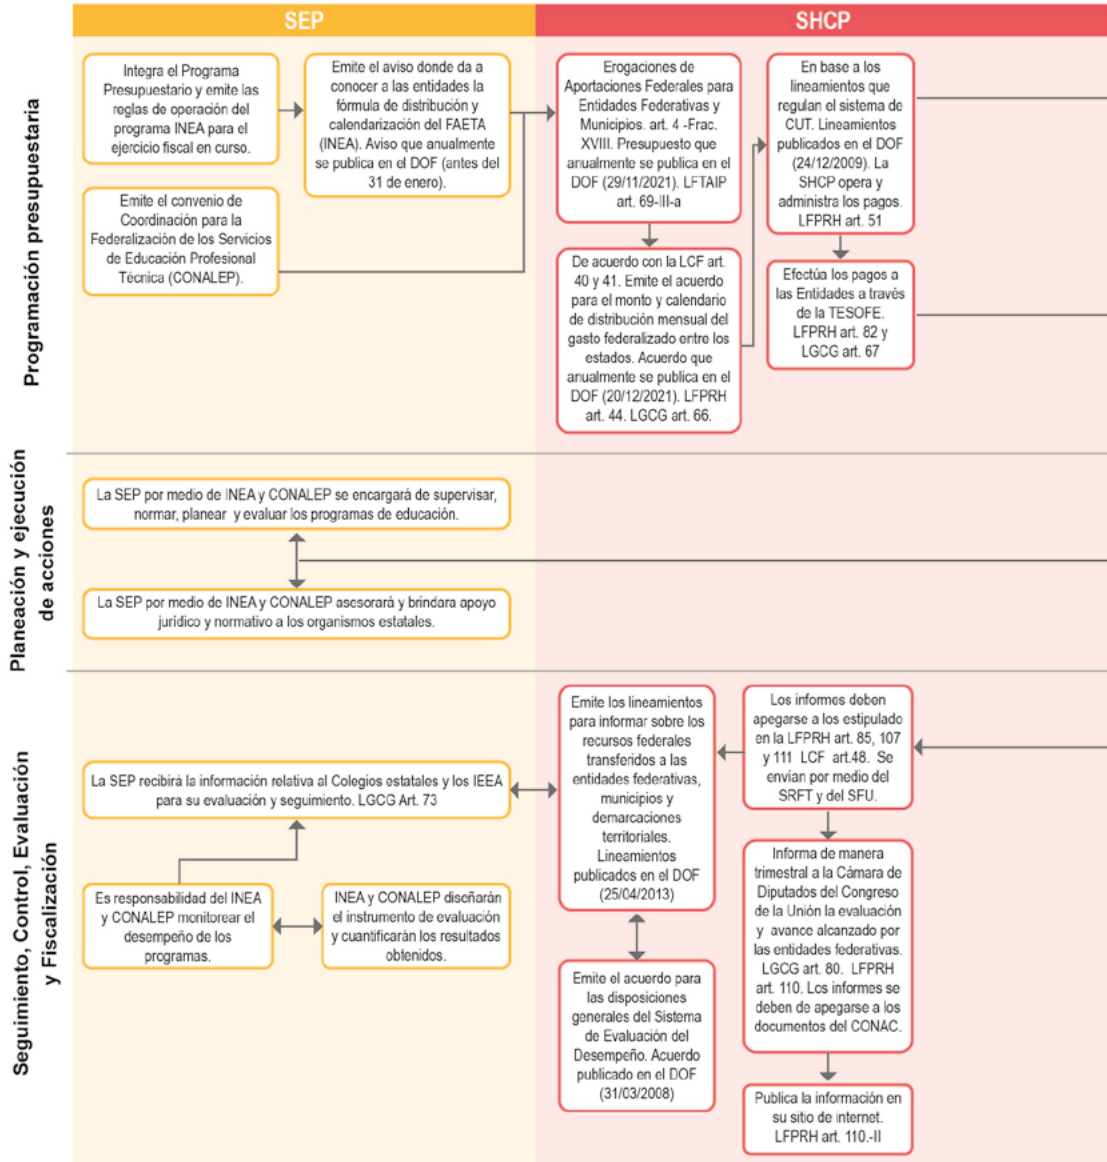 SEP
SHCP
Programación presupuestaria
Integra el Programa
Presupuestario y emite las
reglas de operación del
programa INEA para el
ejercicio fiscal en curso.
Emite el aviso donde da a
conocer a las entidades la
fórmula de distribución y
calendarización del FAETA
(INEA). Aviso que anualmente
se publica en el DOF (antes del
31 de enero).
Emite el convenio de
Coordinación para la
Federalización de los Servicios
de Educación Profesional
Técnica (CONALEP).
Erogaciones de
Aportaciones Federales para
Entidades Federativas y
Municipios. art. 4 -Frac.
XVIII. Presupuesto que
anualmente se publica en el
DOF (29/11/2021). LFTAIP
art. 69-III-a
De acuerdo con la LCF art.
40 y 41. Emite el acuerdo
para el monto y calendario
de distribución mensual del
gasto federalizado entre los
estados. Acuerdo que
anualmente se publica en el
DOF (20/12/2021). LFPRH
art. 44. LGCG art. 66.
En base a los
lineamientos que
regulan el sistema de
CUT. Lineamientos
publicados en el DOF
(24/12/2009). La
SHCP opera y
administra los pagos.
LFPRH art. 51
Efectúa los pagos a
las Entidades a través
de la TESOFE.
LFPRH art. 82 y
LGCG art. 67
Planeación y ejecución
de acciones
La SEP por medio de INEA y CONALEP se encargará de supervisar,
normar, planear y evaluar los programas de educación.
La SEP por medio de INEA y CONALEP asesorará y brindara apoyo
jurídico y normativo a los organismos estatales.
Seguimiento, Control, Evaluación
y Fiscalización
La SEP recibirá la información relativa al Colegios estatales y los IEEA
para su evaluación y seguimiento. LGCG Art. 73
Es responsabilidad del INEA
y CONALEP monitorear el
desempeño de los
programas.
INEA y CONALEP diseñarán
el instrumento de evaluación
y cuantificarán los resultados
obtenidos.
Emite los lineamientos
para informar sobre los
recursos federales
transferidos a las
entidades federativas,
municipios y
demarcaciones
territoriales.
Lineamientos
publicados en el DOF
(25/04/2013)
Emite el acuerdo para
las disposiciones
generales del Sistema
de Evaluación del
Desempeño. Acuerdo
publicado en el DOF
(31/03/2008)
Los informes deben
apegarse a los estipulado
en la LFPRH art. 85, 107
y 111 LCF art.48. Se
envían por medio del
SRFT y del SFU.
Informa de manera
trimestral a la Cámara de
Diputados del Congreso
de la Unión la evaluación
y avance alcanzado por
las entidades federativas.
LGCG art. 80. LFPRH
art. 110. Los informes se
deben de apegarse a los
documentos del CONAC.
Publica la información en
su sitio de internet.
LFPRH art. 110.-II